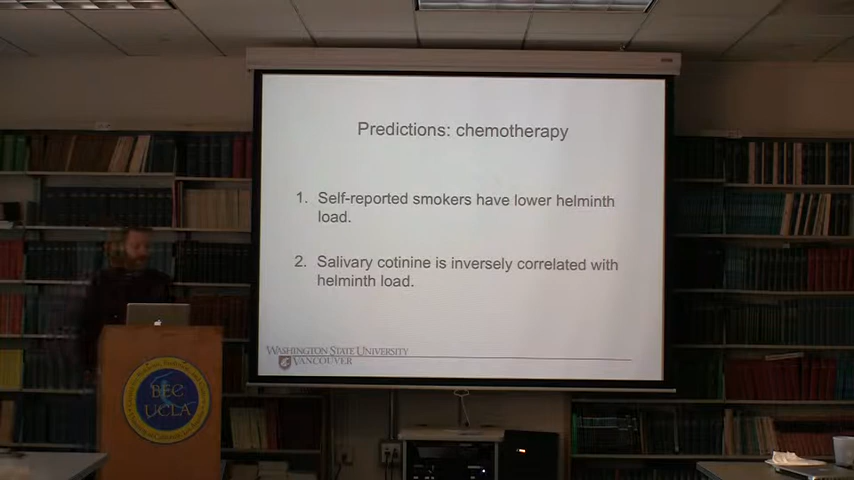 Predictions: chemotherapy
1. Self-reported smokers have lower helminth
load.
2. Salivary cotinine is inversely correlated with
helminth load.
WASHINGTON STATE UNIVERSITY
VANCOUVER
BEC
UCLA